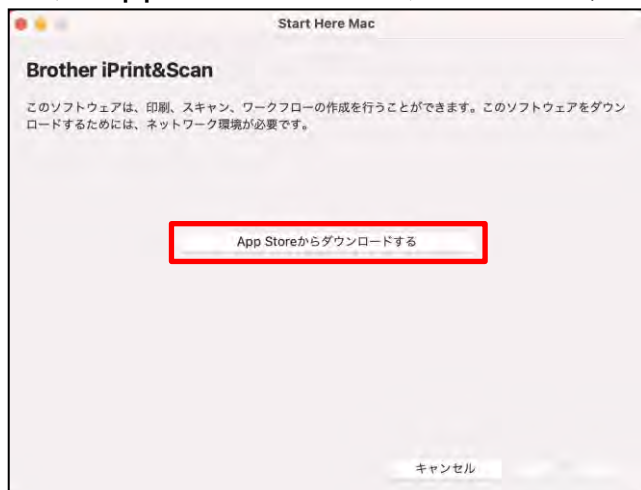 Start Here Mac
Brother iPrint&Scan
このソフトウェアは、印刷、スキャン、ワークフローの作成を行うことができます。このソフトウェアをダウン
ロードするためには、ネットワーク環境が必要です。
App Storeからダウンロードする
キャンセル